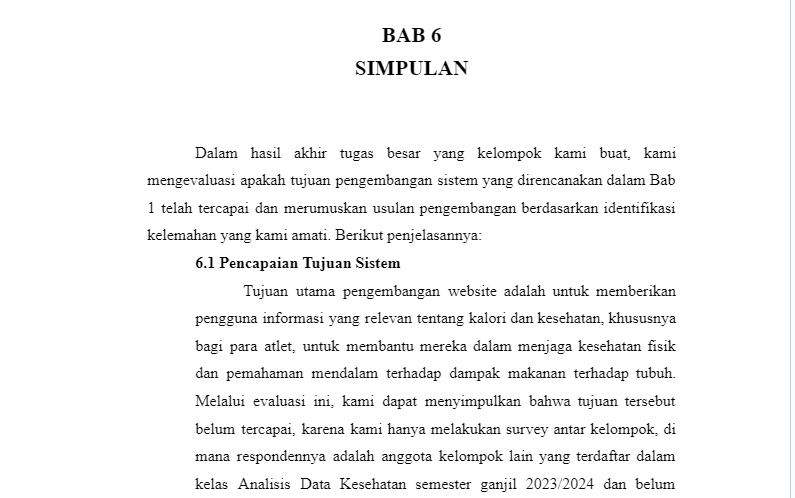 BAB 6
SIMPULAN
Dalam hasil akhir tugas besar yang kelompok kami buat, kami
mengevaluasi apakah tujuan pengembangan sistem yang direncanakan dalam Bab
1 telah tercapai dan merumuskan usulan pengembangan berdasarkan identifikasi
kelemahan yang kami amati. Berikut penjelasannya:
6.1 Pencapaian Tujuan Sistem
Tujuan utama pengembangan website adalah untuk memberikan
pengguna informasi yang relevan tentang kalori dan kesehatan, khususnya
bagi para atlet, untuk membantu mereka dalam menjaga kesehatan fisik
dan pemahaman mendalam terhadap dampak makanan terhadap tubuh.
Melalui evaluasi ini, kami dapat menyimpulkan bahwa tujuan tersebut
belum tercapai, karena kami hanya melakukan survey antar kelompok, di
mana respondennya adalah anggota kelompok lain yang terdaftar dalam
kelas Analisis Data Kesehatan semester ganjil 2023/2024 dan belum